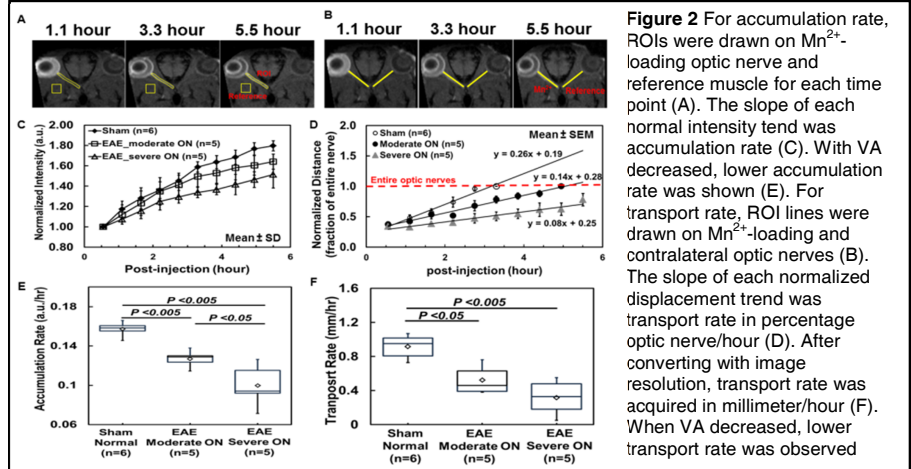 A
1.1 hour 3.3 hour 5.5 hour
Reference
B
1.1 hour 3.3 hour 5.5 hour
Reference
C
Normalized Intensity (a.u.)
2.00
1.80
1.60
1.40
1.20
1.00
0.80
Sham (n=6)
EAE_moderate ON (n=5)
EAE_severe ON (n=5)
Mean ± SD
0 1 2 3 4 5 6
Post-injection (hour)
D
Normalized Distance
(fraction of entire nerve)
2.0
1.5
1.0
0.5
0.0
Sham (n=6)
Moderate ON (n=5)
Severe ON (n=5)
Mean ± SEM
y = 0.26x + 0.19
Entire optic nerves
y = 0.14x + 0.28
y = 0.08x + 0.25
0 1 2 3 4 5 6
post-injection (hour)
E
Accumulation Rate (a.u./hr)
0.18
0.14
0.1
0.06
P <0.005
P <0.005
P <0.05
Sham
Normal
(n=6)
EAE
Moderate ON
(n=5)
EAE
Severe ON
(n=5)
F
Tranposrt Rate (mm/hr)
1.6
1.2
0.8
0.4
0
P <0.005
P <0.05
Sham
Normal
(n=6)
EAE
Moderate ON
(n=5)
EAE
Severe ON
(n=5)
Figure 2 For accumulation rate,
ROIs were drawn on Mn2+-
loading optic nerve and
reference muscle for each time
point (A). The slope of each
normal intensity tend was
accumulation rate (C). With VA
decreased, lower accumulation
rate was shown (E). For
transport rate, ROI lines were
drawn on Mn2+-loading and
contralateral optic nerves (B).
The slope of each normalized
displacement trend was
transport rate in percentage
optic nerve/hour (D). After
converting with image
resolution, transport rate was
acquired in millimeter/hour (F).
When VA decreased, lower
transport rate was observed